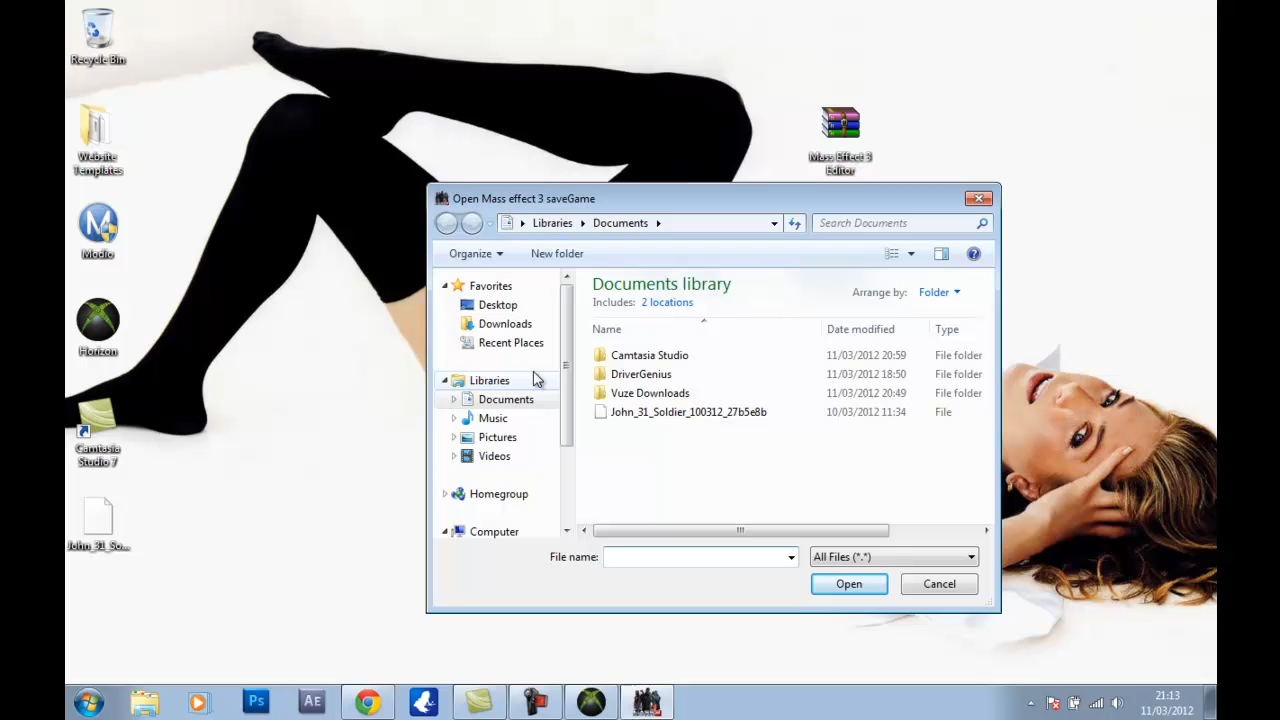 Recycle Bin
Website
Templates
Modio
Horizon
Camtasia
Studio 7
John_31_So...
Mass Effect 3
Editor
Open Mass effect 3 saveGame
Libraries
Documents
Search Documents
Organize
New folder
Favorites
Desktop
Downloads
Recent Places
Libraries
Documents
Music
Pictures
Videos
Homegroup
Computer
Documents library
Includes: 2 locations
Arrange by: Folder
Name Date modified Type
Camtasia Studio 11/03/2012 20:59 File folder
DriverGenius 11/03/2012 18:50 File folder
Vuze Downloads 11/03/2012 20:49 File folder
John_31_Soldier_100312_27b5e8b 10/03/2012 11:34 File
File name:
All Files (*.*)
Open
Cancel
Ps
Ae
21:13
11/03/2012